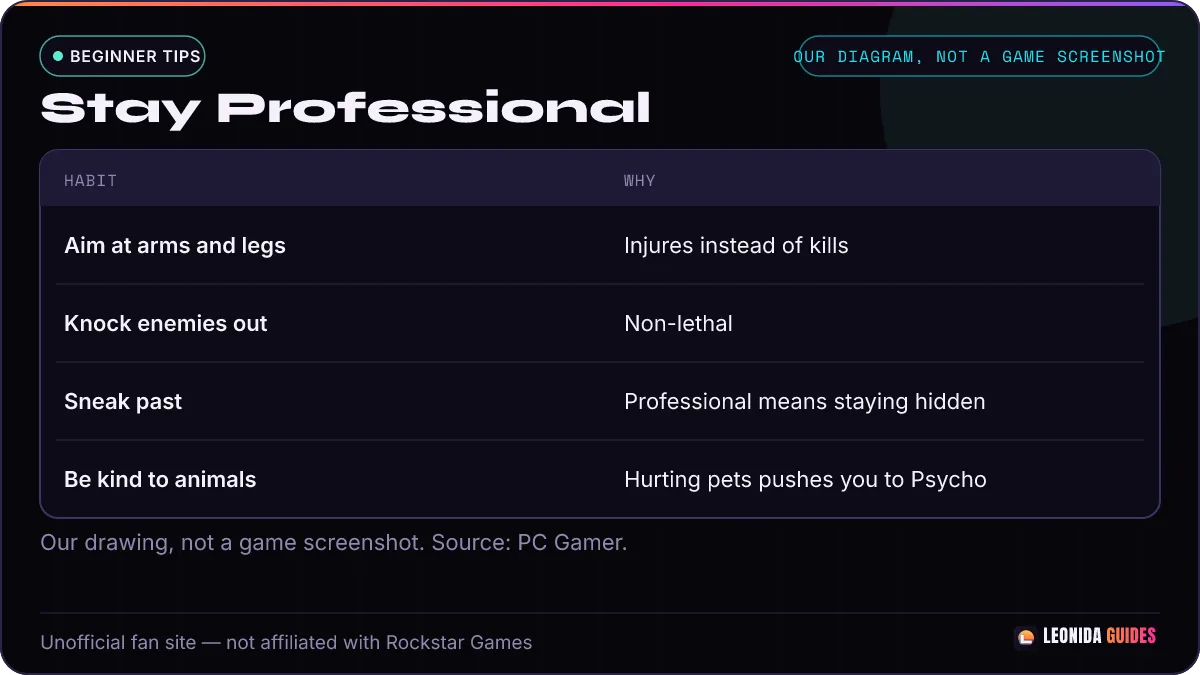 BEGINNER TIPS
OUR DIAGRAM, NOT A GAME SCREENSHOT
Stay Professional
HABIT WHY
Aim at arms and legs Injures instead of kills
Knock enemies out Non-lethal
Sneak past Professional means staying hidden
Be kind to animals Hurting pets pushes you to Psycho
Our drawing, not a game screenshot. Source: PC Gamer.
Unofficial fan site — not affiliated with Rockstar Games
L LEONIDA GUIDES